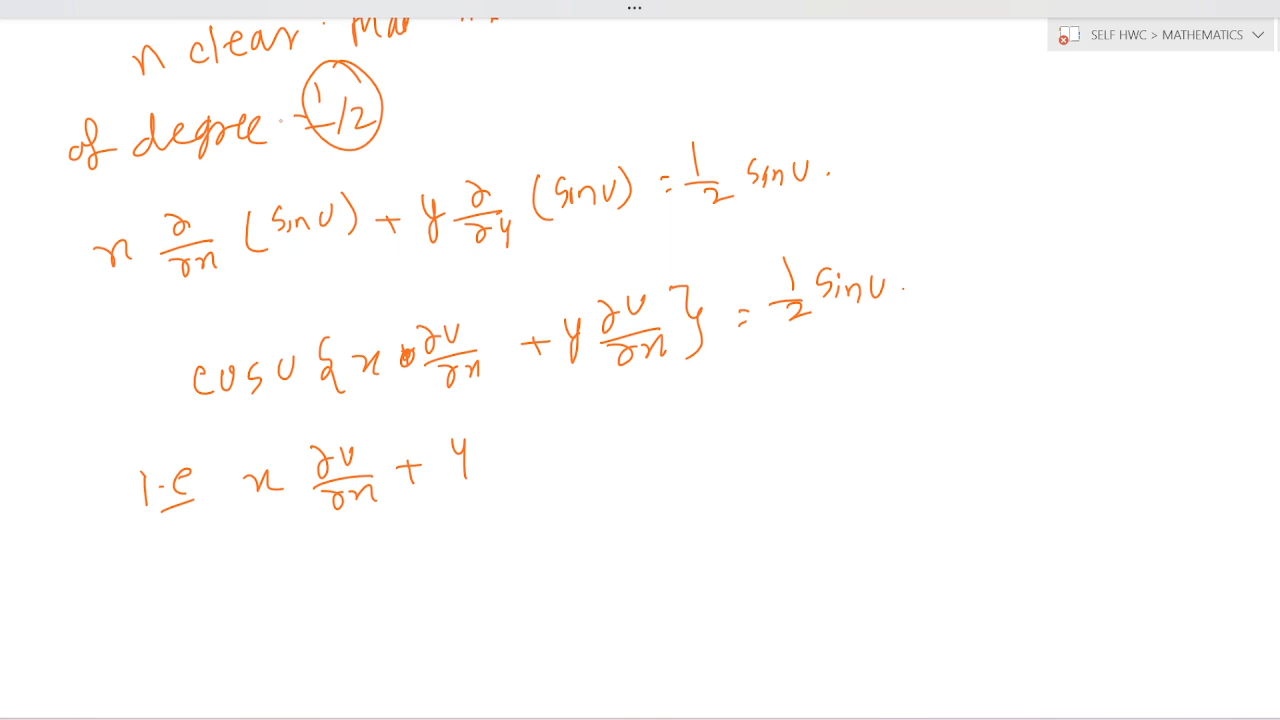 ...
SELF HWC > MATHEMATICS
n clear
of degree 1/2
x ∂/∂x (sin u) + y ∂/∂y (sin u) = 1/2 sin u.
cos u {x ∂u/∂x + y ∂u/∂x} = 1/2 sin u.
i.e x ∂u/∂x + y